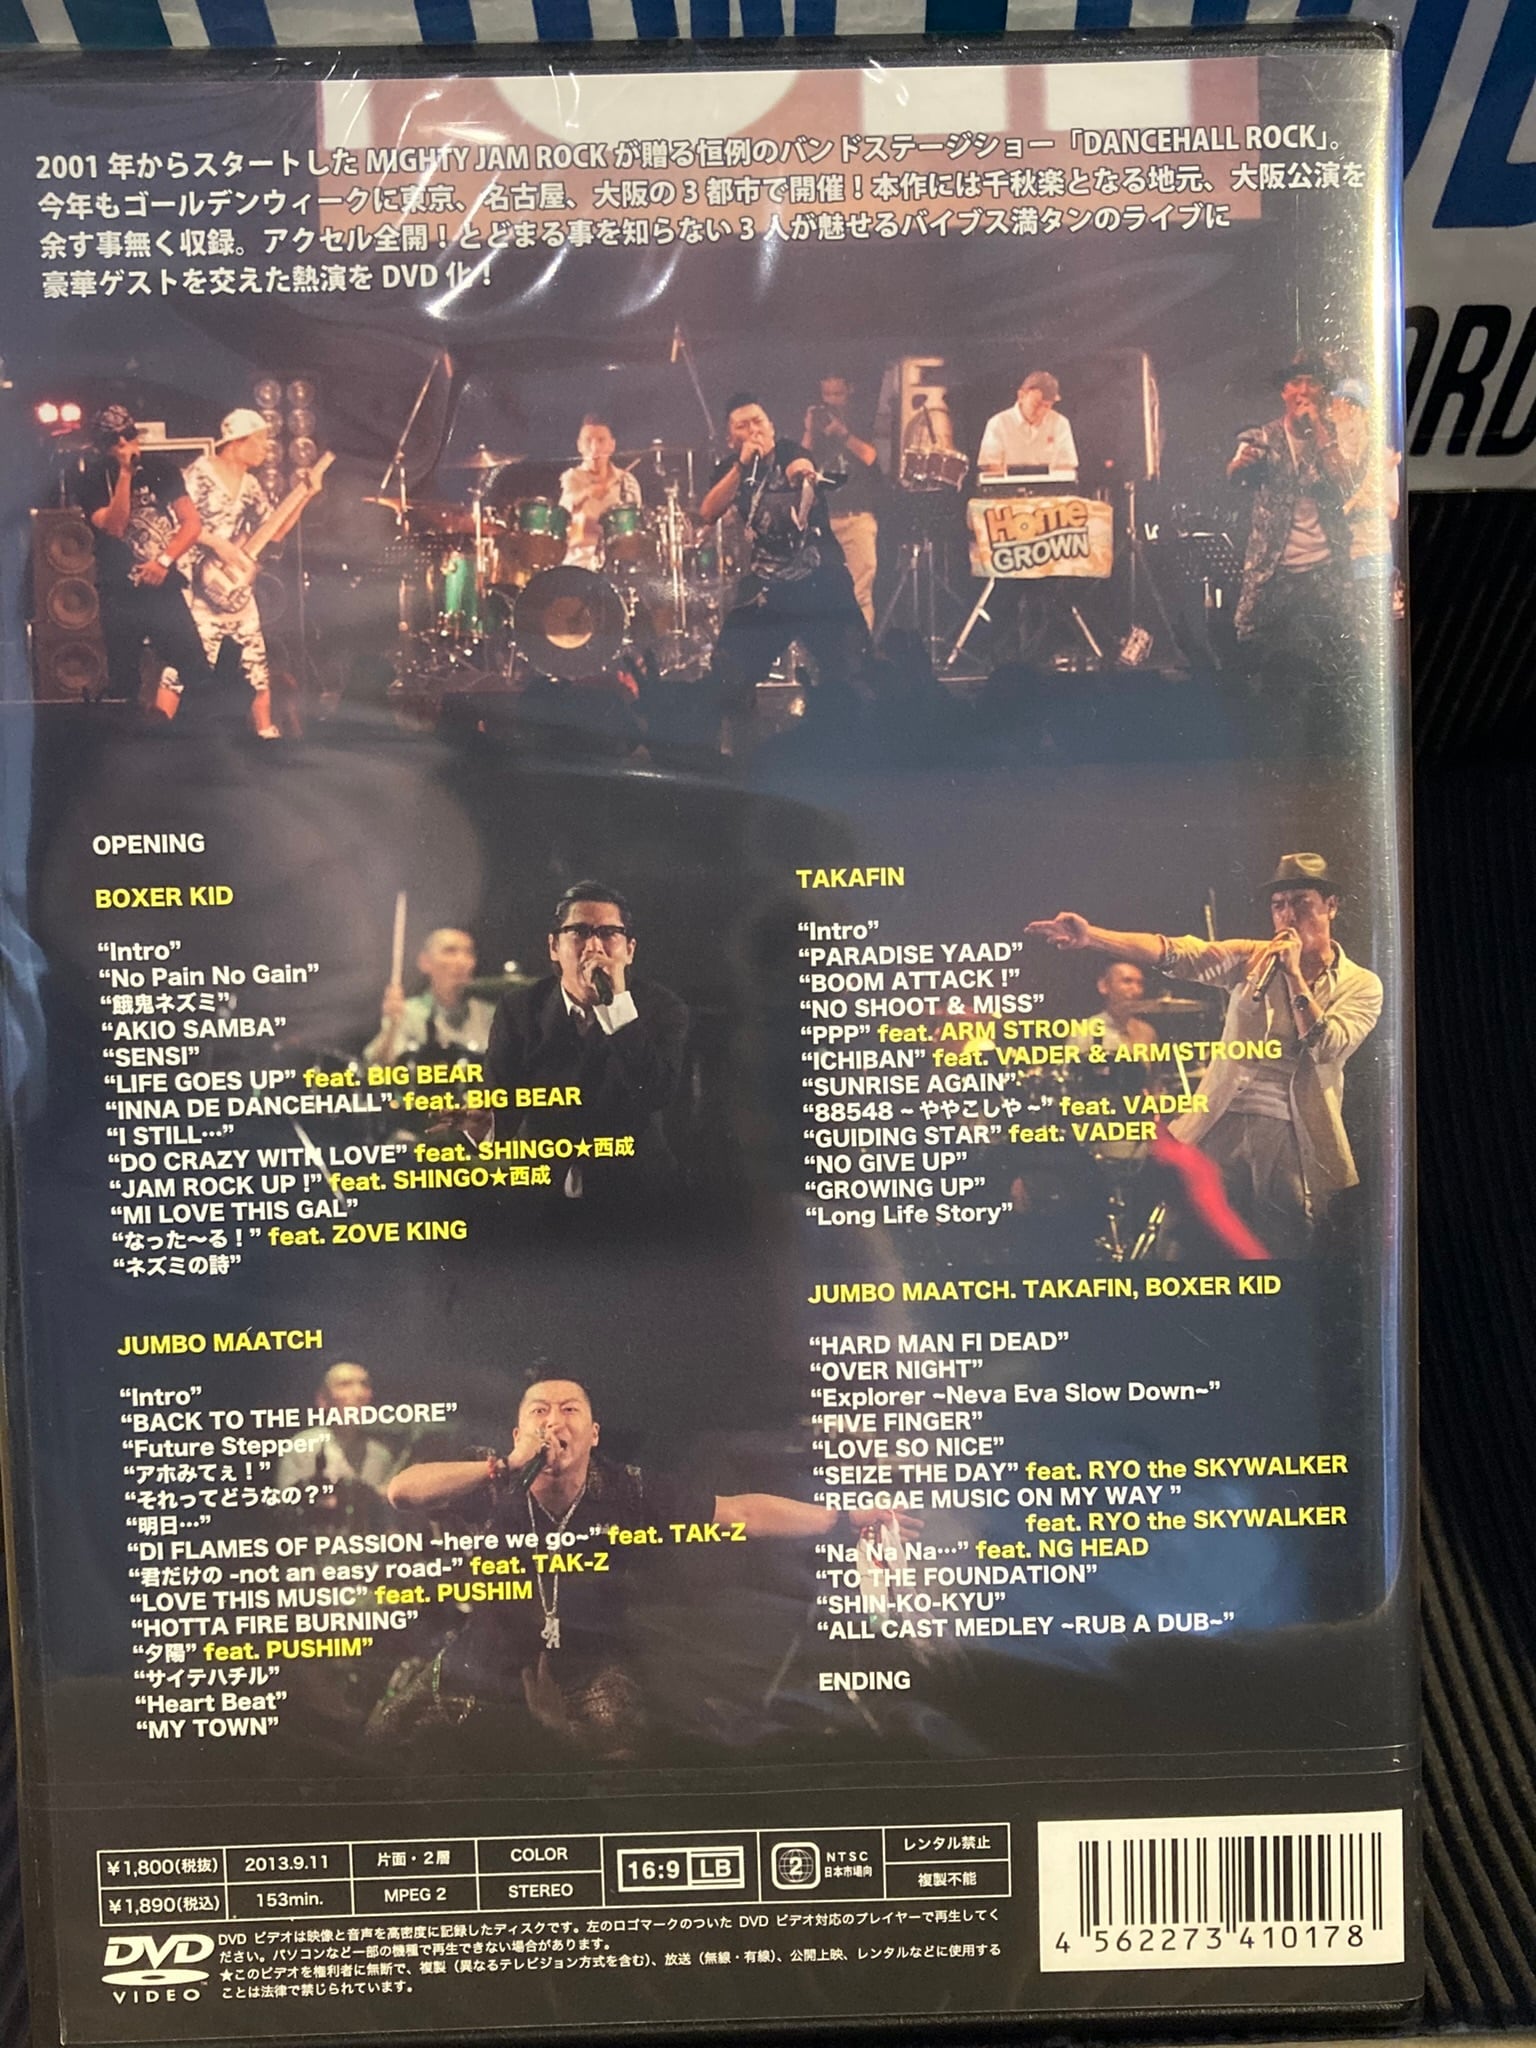 2001 年からスタートした MIGHTY JAM ROCK が贈る恒例のバンドステージショー「DANCEHALL ROCK」。
今年もゴールデンウィークに東京、名古屋、大阪の 3 都市で開催！本作には千秋楽となる地元、大阪公演を
余す事無く収録。アクセル全開！とどまる事を知らない 3 人が魅せるバイブス満タンのライブに
豪華ゲストを交えた熱演を DVD 化！
Home
GROWN
OPENING
BOXER KID
“Intro”
“No Pain No Gain”
“餓鬼ネズミ”
“AKIO SAMBA”
“SENSI”
“LIFE GOES UP” feat. BIG BEAR
“INNA DE DANCEHALL” feat. BIG BEAR
“I STILL…”
“DO CRAZY WITH LOVE” feat. SHINGO★西成
“JAM ROCK UP !” feat. SHINGO★西成
“MI LOVE THIS GAL”
“なった〜る！” feat. ZOVE KING
“ネズミの詩”
JUMBO MAATCH
“Intro”
“BACK TO THE HARDCORE”
“Future Stepper”
“アホみてぇ！”
“それってどうなの？”
“明日…”
“DI FLAMES OF PASSION ~here we go~” feat. TAK-Z
“君だけの -not an easy road-” feat. TAK-Z
“LOVE THIS MUSIC” feat. PUSHIM
“HOTTA FIRE BURNING”
“夕陽” feat. PUSHIM”
“サイテハチル”
“Heart Beat”
“MY TOWN”
TAKAFIN
“Intro”
“PARADISE YAAD”
“BOOM ATTACK !”
“NO SHOOT & MISS”
“PPP” feat. ARM STRONG
“ICHIBAN” feat. VADER & ARM STRONG
“SUNRISE AGAIN”
“88548 ~ ややこしや ~” feat. VADER
“GUIDING STAR” feat. VADER
“NO GIVE UP”
“GROWING UP”
“Long Life Story”
JUMBO MAATCH. TAKAFIN, BOXER KID
“HARD MAN FI DEAD”
“OVER NIGHT”
“Explorer ~Neva Eva Slow Down~”
“FIVE FINGER”
“LOVE SO NICE”
“SEIZE THE DAY” feat. RYO the SKYWALKER
“REGGAE MUSIC ON MY WAY ”
feat. RYO the SKYWALKER
“Na Na Na…” feat. NG HEAD
“TO THE FOUNDATION”
“SHIN-KO-KYU”
“ALL CAST MEDLEY ~RUB A DUB~”
ENDING
￥1,800(税抜) 2013.9.11 片面・2層 COLOR
￥1,890(税込) 153min. MPEG 2 STEREO
16:9 LB
2 NTSC
日本市場向
レンタル禁止
複製不能
DVD
VIDEO
DVD ビデオは映像と音声を高密度に記録したディスクです。左のロゴマークのついた DVD ビデオ対応のプレイヤーで再生してく
ださい。パソコンなど一部の機種で再生できない場合があります。
★このビデオを権利者に無断で、複製（異なるテレビジョン方式を含む）、放送（無線・有線）、公開上映、レンタルなどに使用する
ことは法律で禁じられています。
4 562273 410178